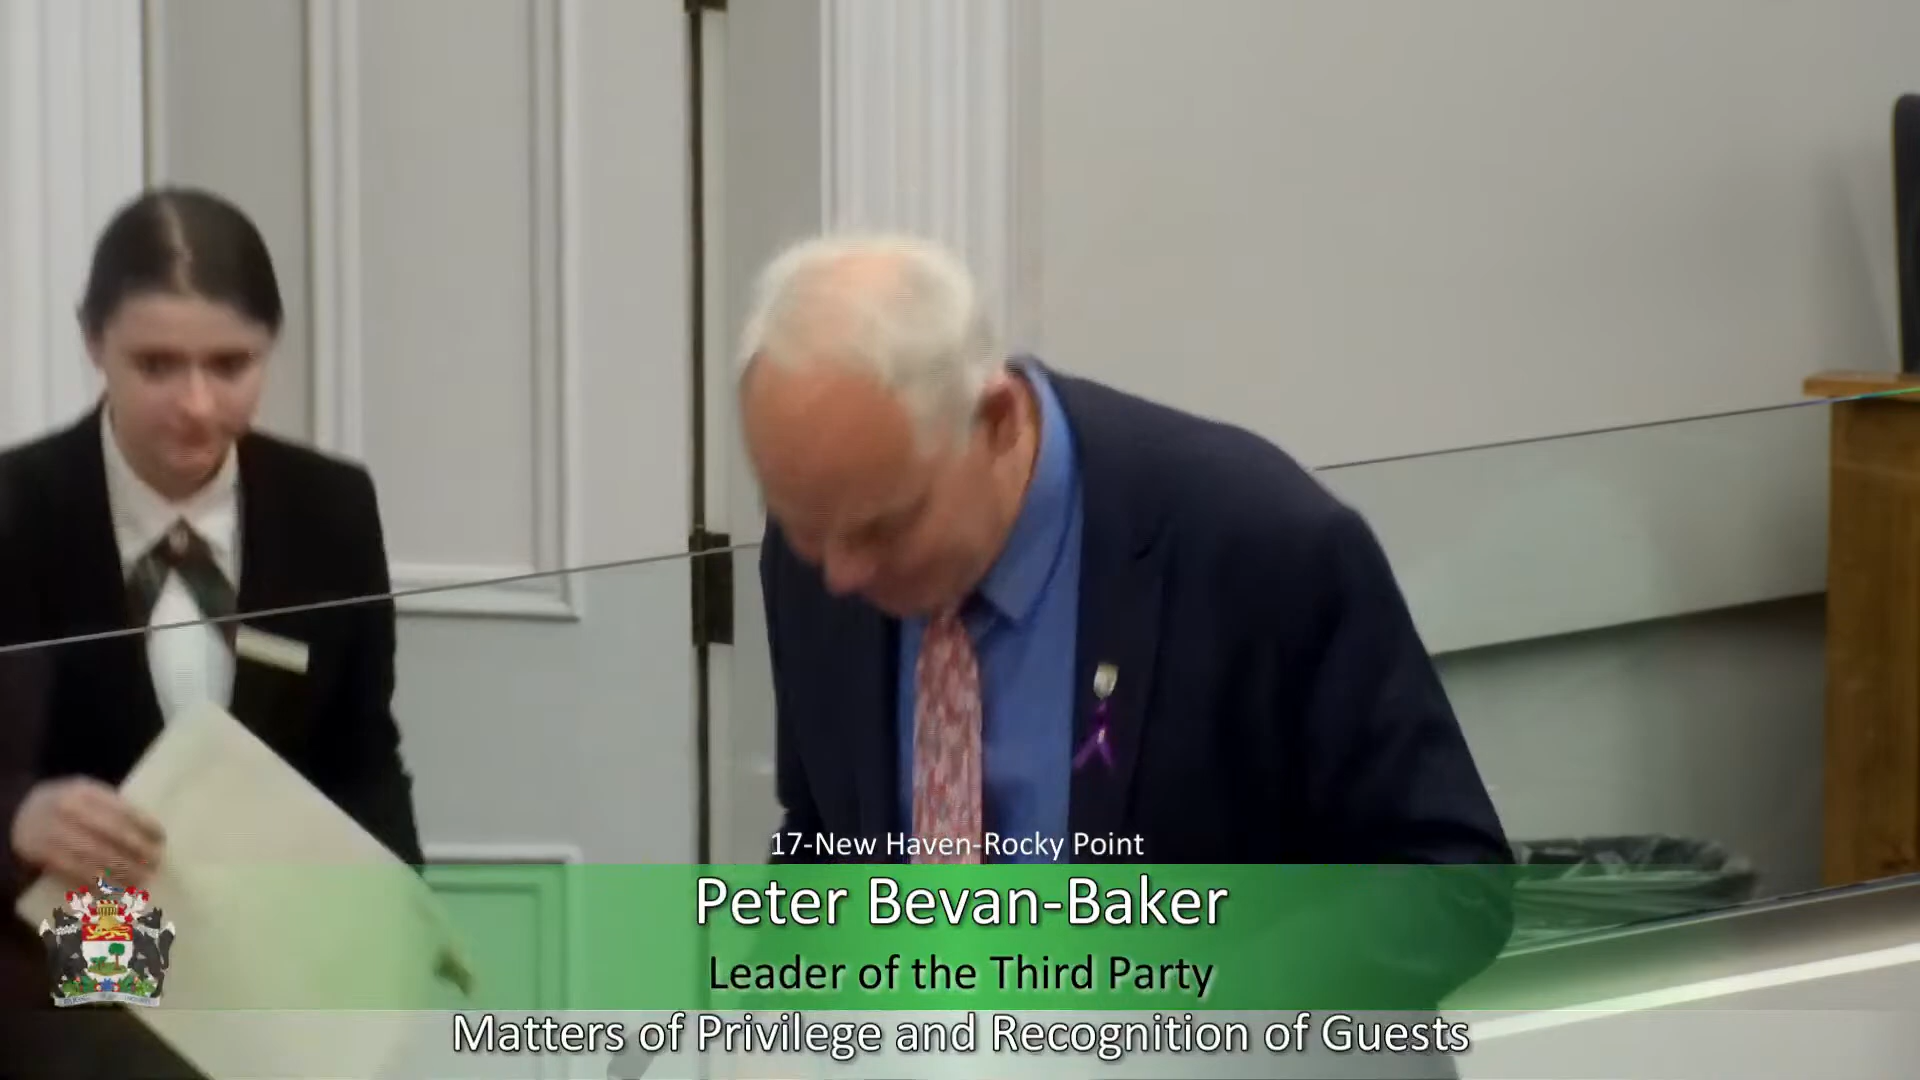 17-New Haven-Rocky Point
Peter Bevan-Baker
Leader of the Third Party
Matters of Privilege and Recognition of Guests